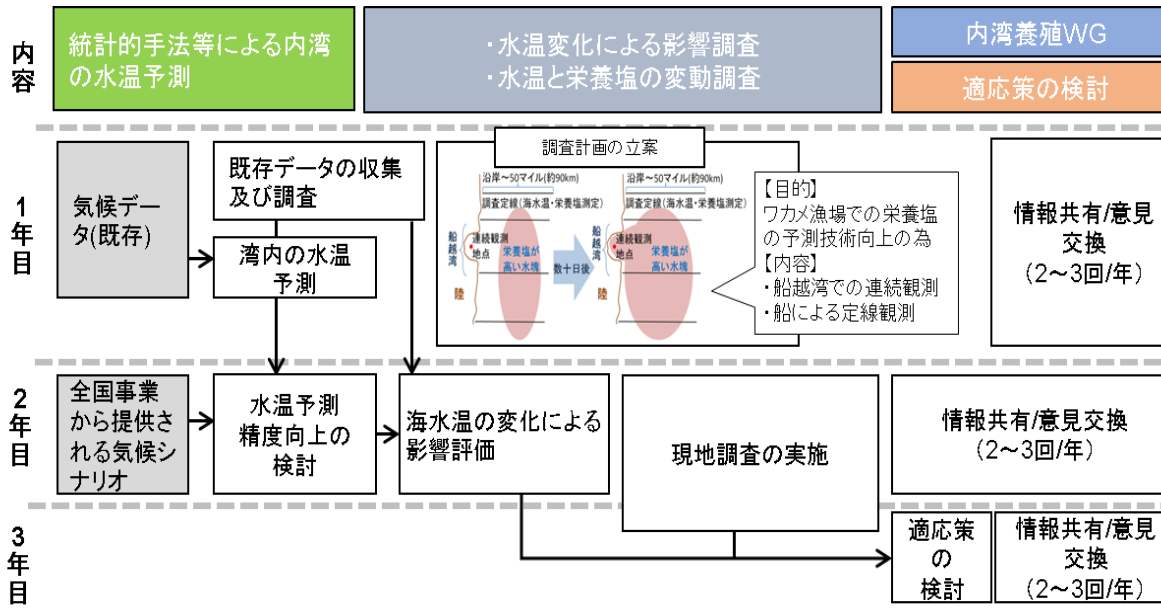 内
容
統計的手法等による内湾
の水温予測
・水温変化による影響調査
・水温と栄養塩の変動調査
内湾養殖WG
適応策の検討
1
年
目
気候デー
タ(既存)
既存データの収集
及び調査
湾内の水温
予測
調査計画の立案
沿岸～50マイル(約90km)
調査定線(海水温・栄養塩測定)
船
越
湾
連続観測
地点
栄養塩が
高い水塊
陸
数十日後
沿岸～50マイル(約90km)
調査定線(海水温・栄養塩測定)
船
越
湾
連続観測
地点
栄養塩が
高い水塊
陸
【目的】
ワカメ漁場での栄養塩
の予測技術向上の為
【内容】
・船越湾での連続観測
・船による定線観測
情報共有/意見
交換
(2～3回/年)
2
年
目
全国事業
から提供さ
れる気候シ
ナリオ
水温予測
精度向上の
検討
海水温の変化による
影響評価
現地調査の実施
情報共有/意見交換
(2～3回/年)
3
年
目
適応策
の
検討
情報共有/意見
交換
(2～3回/年)